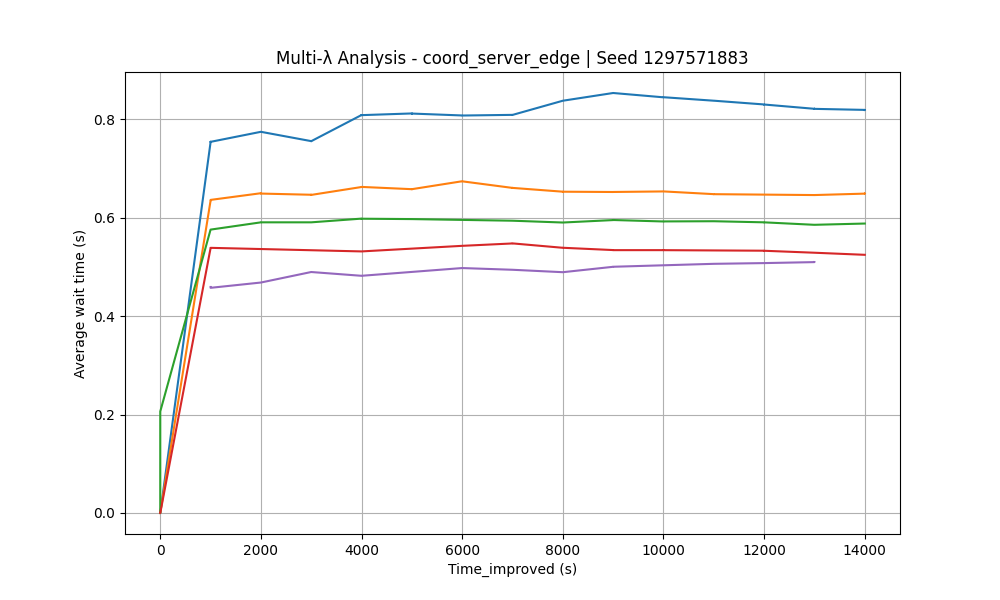 Multi-λ Analysis - coord_server_edge | Seed 1297571883
Average wait time (s)
0.8
0.6
0.4
0.2
0.0
0 2000 4000 6000 8000 10000 12000 14000
Time_improved (s)